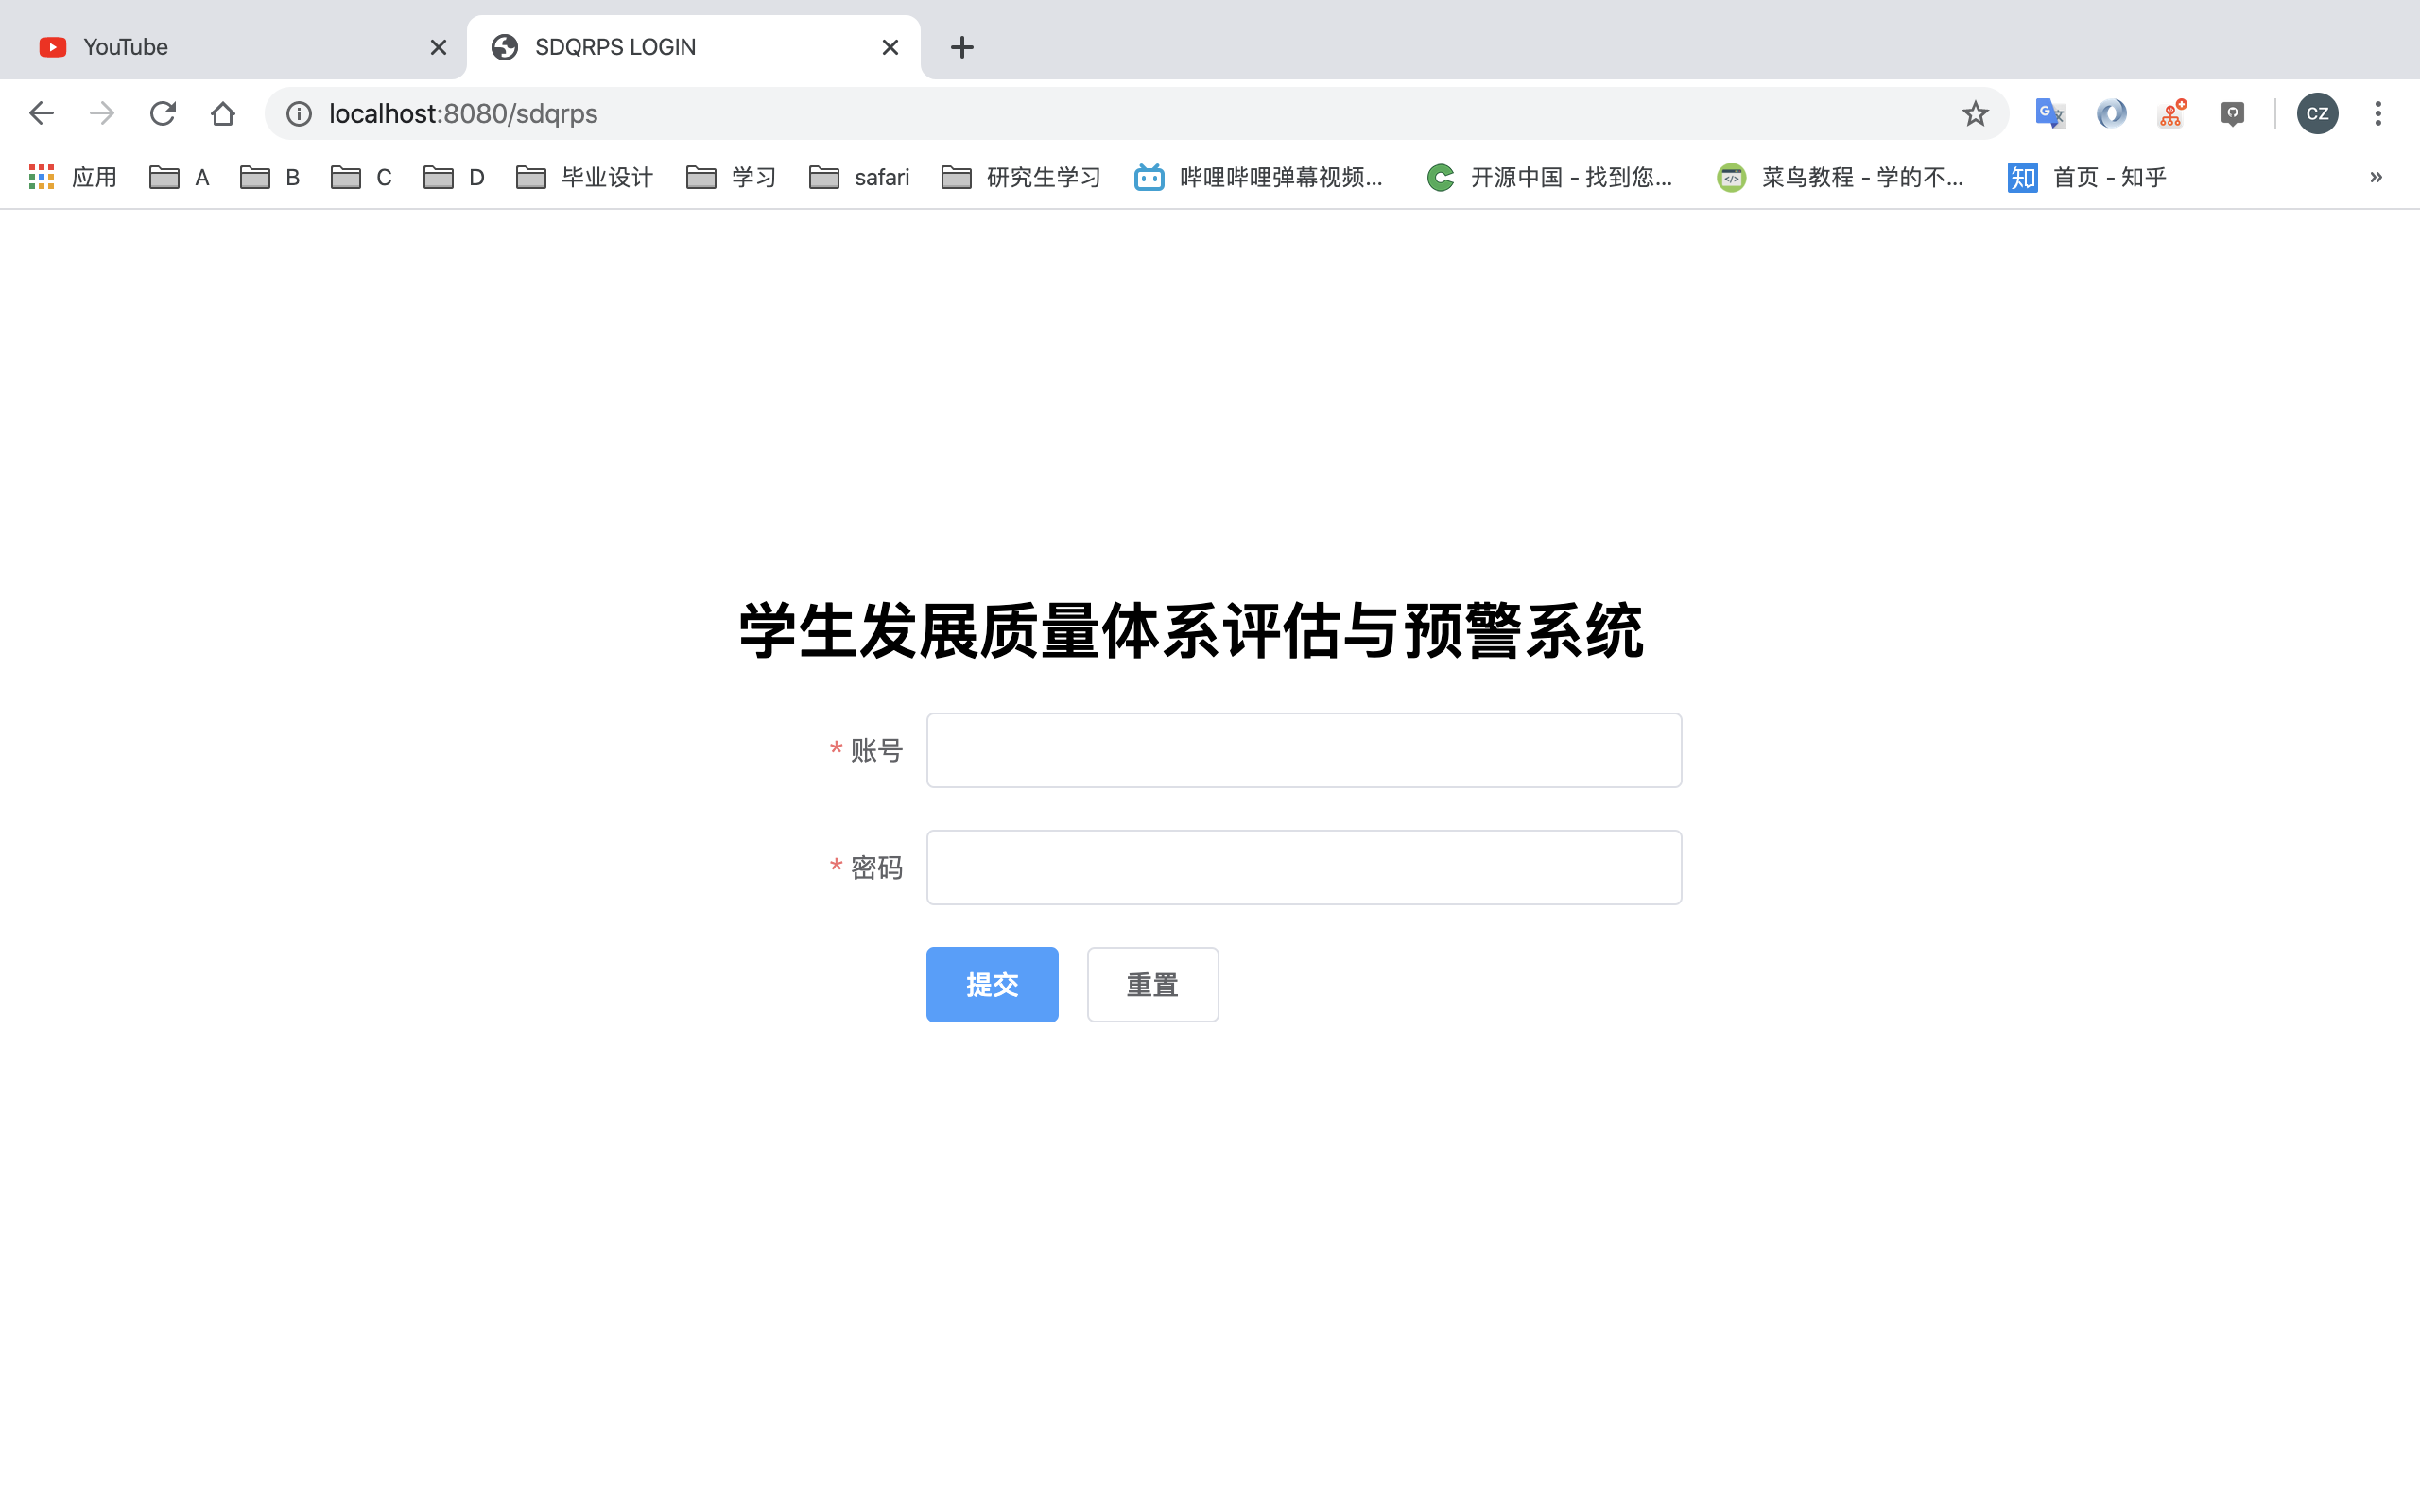 YouTube
SDQRPS LOGIN
localhost:8080/sdqrps
CZ
应用 A B C D 毕业设计 学习 safari 研究生学习 哔哩哔哩弹幕视频... 开源中国 - 找到您... 菜鸟教程 - 学的不... 知 首页 - 知乎 »
学生发展质量体系评估与预警系统
* 账号
* 密码
提交 重置